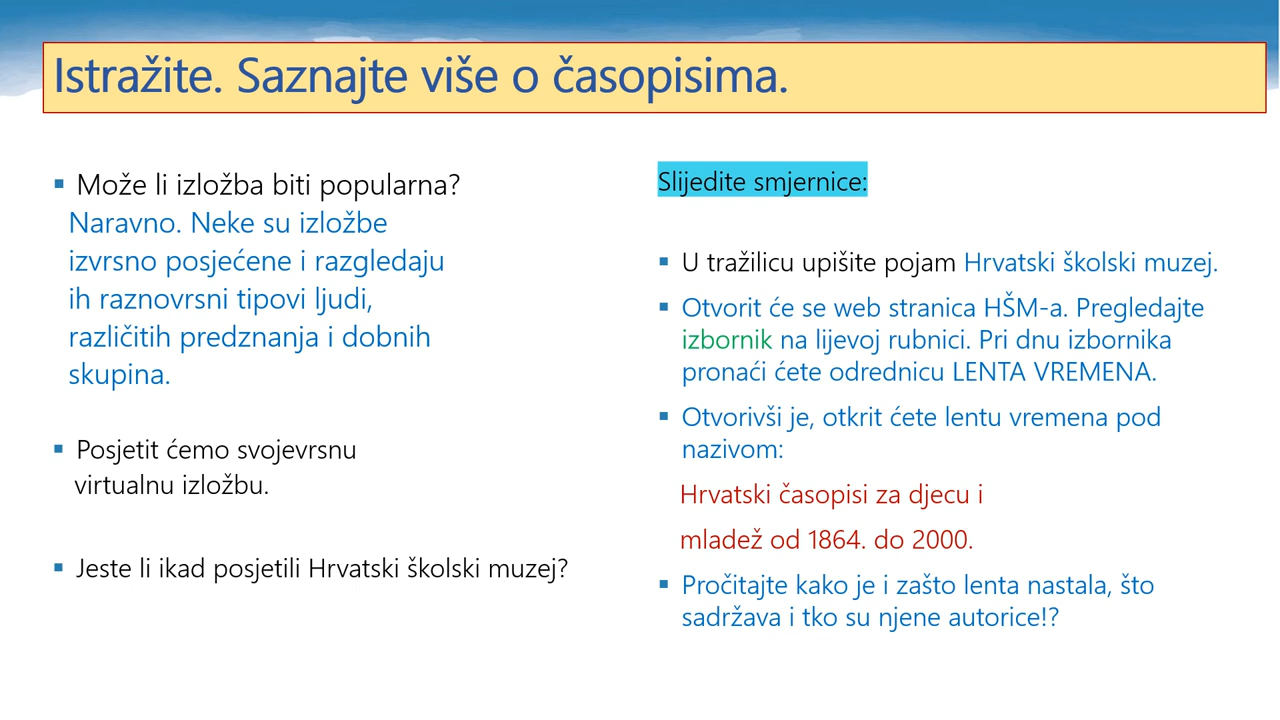 Istražite. Saznajte više o časopisima.
Može li izložba biti popularna?
Naravno. Neke su izložbe
izvrsno posjećene i razgledaju
ih raznovrsni tipovi ljudi,
različitih predznanja i dobnih
skupina.
Posjetit ćemo svojevrsnu
virtualnu izložbu.
Jeste li ikad posjetili Hrvatski školski muzej?
Slijedite smjernice:
U tražilicu upišite pojam Hrvatski školski muzej.
Otvorit će se web stranica HŠM-a. Pregledajte
izbornik na lijevoj rubnici. Pri dnu izbornika
pronaći ćete odrednicu LENTA VREMENA.
Otvorivši je, otkrit ćete lentu vremena pod
nazivom:
Hrvatski časopisi za djecu i
mladež od 1864. do 2000.
Pročitajte kako je i zašto lenta nastala, što
sadržava i tko su njene autorice!?